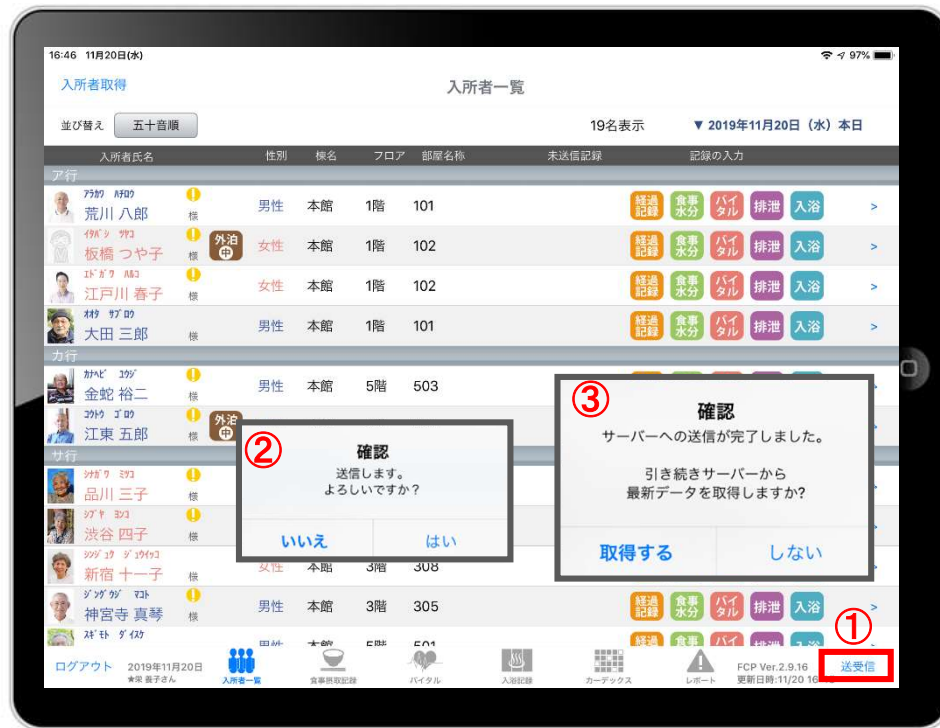 16:46 11月20日(水)
97%
入所者取得
入所者一覧
並び替え 五十音順
19名表示 ▼ 2019年11月20日（水）本日
入所者氏名 性別 棟名 フロア 部屋名称 未送信記録 記録の入力
ア行
アラカワ ハチロウ
荒川 八郎 様 男性 本館 1階 101 経過記録 食事水分 バイタル 排泄 入浴 >
イタバシ ツヤコ
板橋 つや子 様 外泊中 女性 本館 1階 102 経過記録 食事水分 バイタル 排泄 入浴 >
エドガワ ハルコ
江戸川 春子 様 女性 本館 1階 102 経過記録 食事水分 バイタル 排泄 入浴 >
オオタ サブロウ
大田 三郎 様 男性 本館 1階 101 経過記録 食事水分 バイタル 排泄 入浴 >
カ行
カナヘビ ユウジ
金蛇 裕二 様 男性 本館 5階 503
コウトウ ゴロウ
江東 五郎 様 外泊中
サ行
シナガワ ミツコ
品川 三子 様
シブヤ ヨンコ
渋谷 四子 様
シンジュク ジュウイチコ
新宿 十一子 様 女性 本館 3階 308
ジングウジ マコト
神宮寺 真琴 様 男性 本館 3階 305 経過記録 食事水分 バイタル 排泄 入浴 >
スギモト ダイスケ
男性 本館 5階 501
②
確認
送信します。
よろしいですか？
いいえ はい
③
確認
サーバーへの送信が完了しました。
引き続きサーバーから
最新データを取得しますか?
取得する しない
①
ログアウト 2019年11月20日
入所者一覧 食事摂取記録 バイタル 入浴記録 カーデックス レポート
FCP Ver.2.9.16
更新日時:11/20 16
送受信